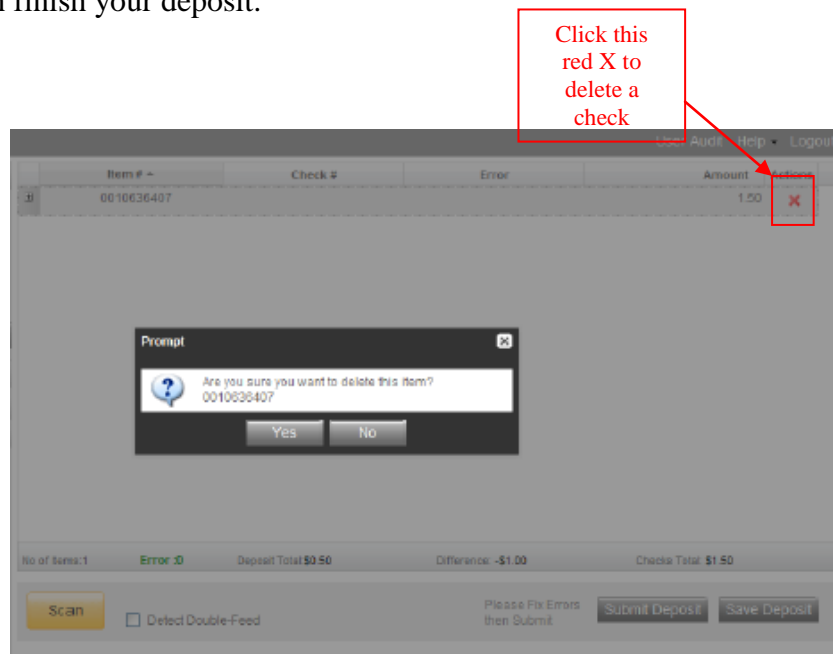 finish your deposit.
Click this
red X to
delete a
check
User Audit Help Logout
Item # Check # Error Amount Actions
0010636407 1.50
Prompt
Are you sure you want to delete this item?
0010636407
Yes No
No of items:1 Error :0 Deposit Total:$0.50 Difference: -$1.00 Checks Total: $1.50
Scan Detect Double-Feed Please Fix Errors Submit Deposit Save Deposit
then Submit